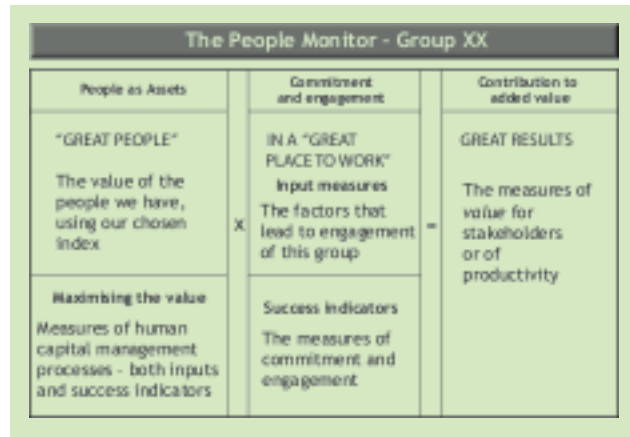 The People Monitor - Group XX
People as Assets
"GREAT PEOPLE"
The value of the
people we have,
using our chosen
index
Maximising the value
Measures of human
capital management
processes - both inputs
and success indicators
x
Commitment
and engagement
IN A "GREAT
PLACE TO WORK"
Input measures
The factors that
lead to engagement
of this group
Success indicators
The measures of
commitment and
engagement
=
Contribution to
added value
GREAT RESULTS
The measures of
value for
stakeholders
or of
productivity